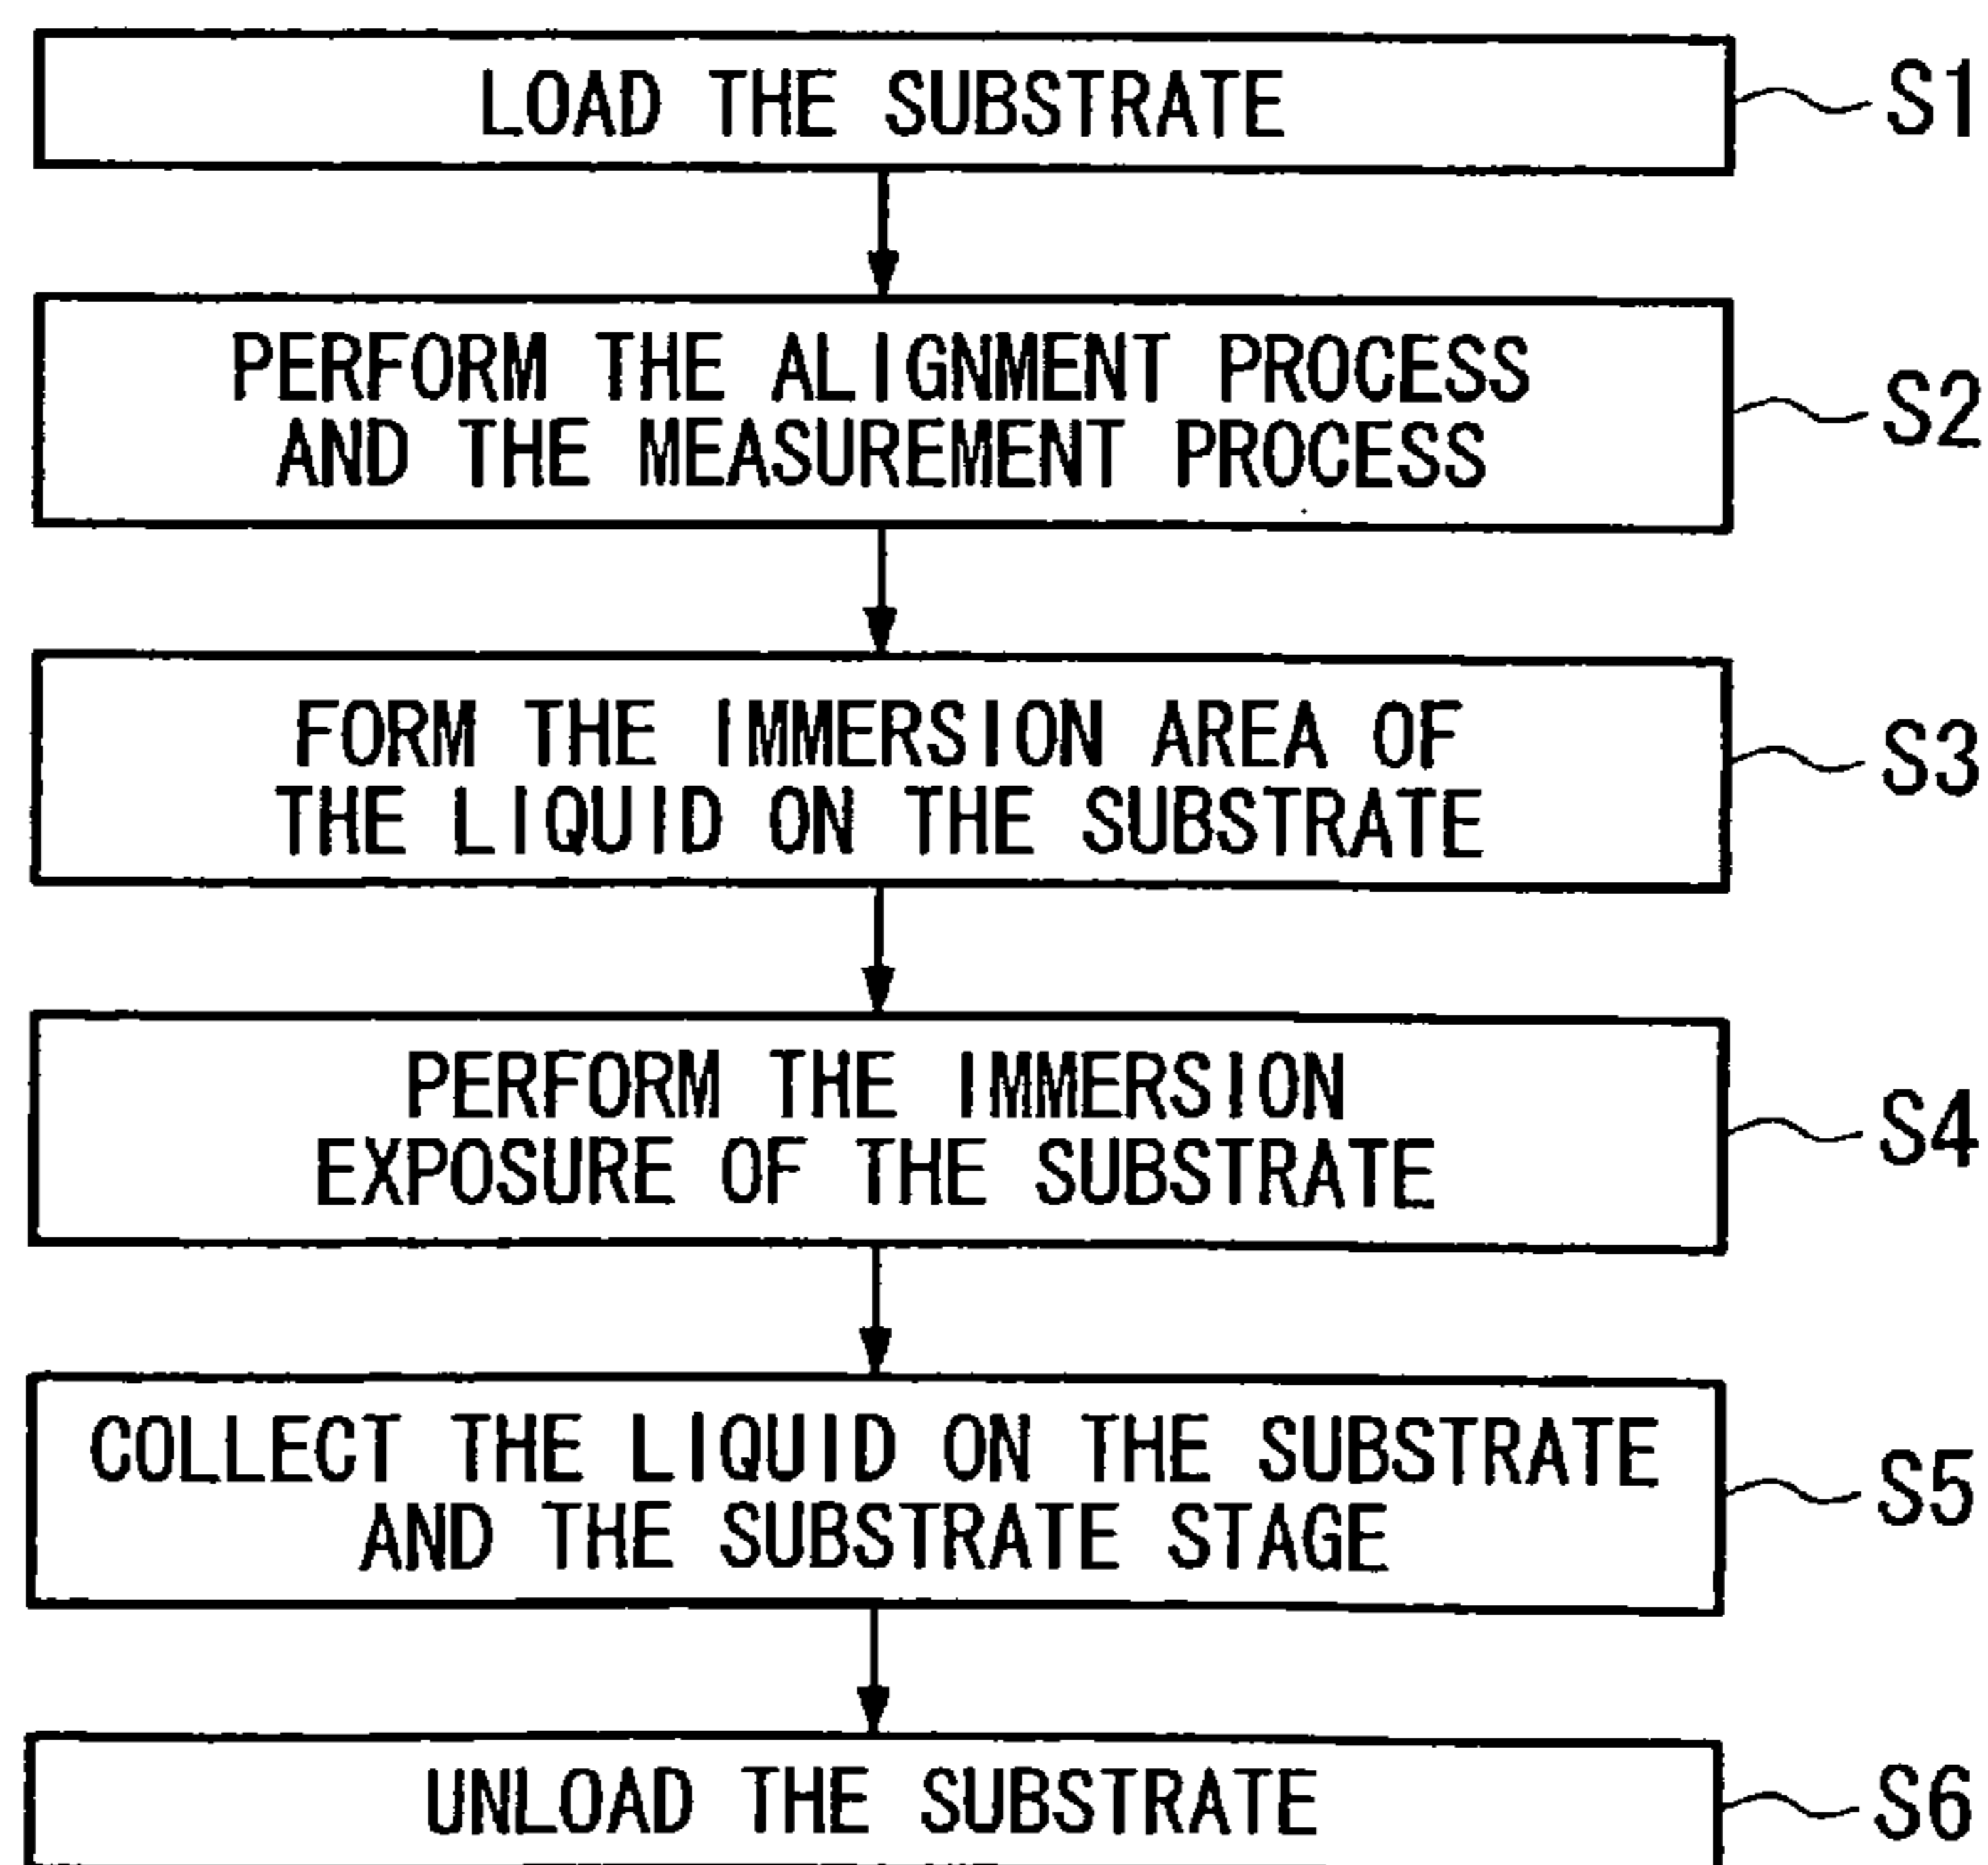 LOAD THE SUBSTRATE
S1
PERFORM THE ALIGNMENT PROCESS
AND THE MEASUREMENT PROCESS
S2
FORM THE IMMERSION AREA OF
THE LIQUID ON THE SUBSTRATE
S3
PERFORM THE IMMERSION
EXPOSURE OF THE SUBSTRATE
S4
COLLECT THE LIQUID ON THE SUBSTRATE
AND THE SUBSTRATE STAGE
S5
UNLOAD THE SUBSTRATE
S6